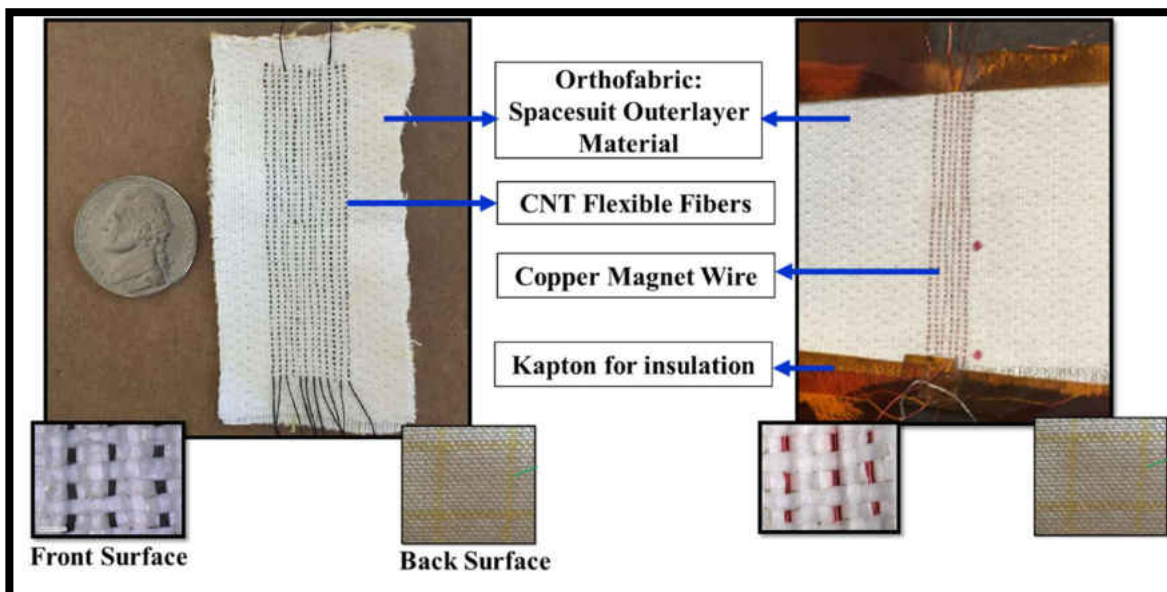 Orthofabric:
Spacesuit Outerlayer
Material
CNT Flexible Fibers
Copper Magnet Wire
Kapton for insulation
Front Surface
Back Surface